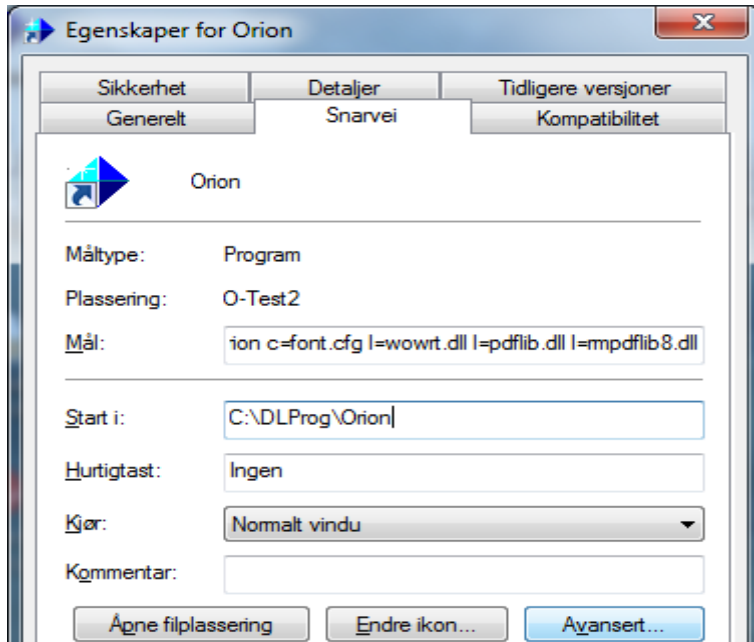 Egenskaper for Orion
Sikkerhet Detaljer Tidligere versjoner
Generelt Snarvei Kompatibilitet
Orion
Måltype: Program
Plassering: O-Test2
Mål: ion c=font.cfg l=wowrt.dll l=pdflib.dll l=rmpdflib8.dll
Start i: C:\DLProg\Orion
Hurtigtast: Ingen
Kjør: Normalt vindu
Kommentar:
Åpne filplassering Endre ikon... Avansert...